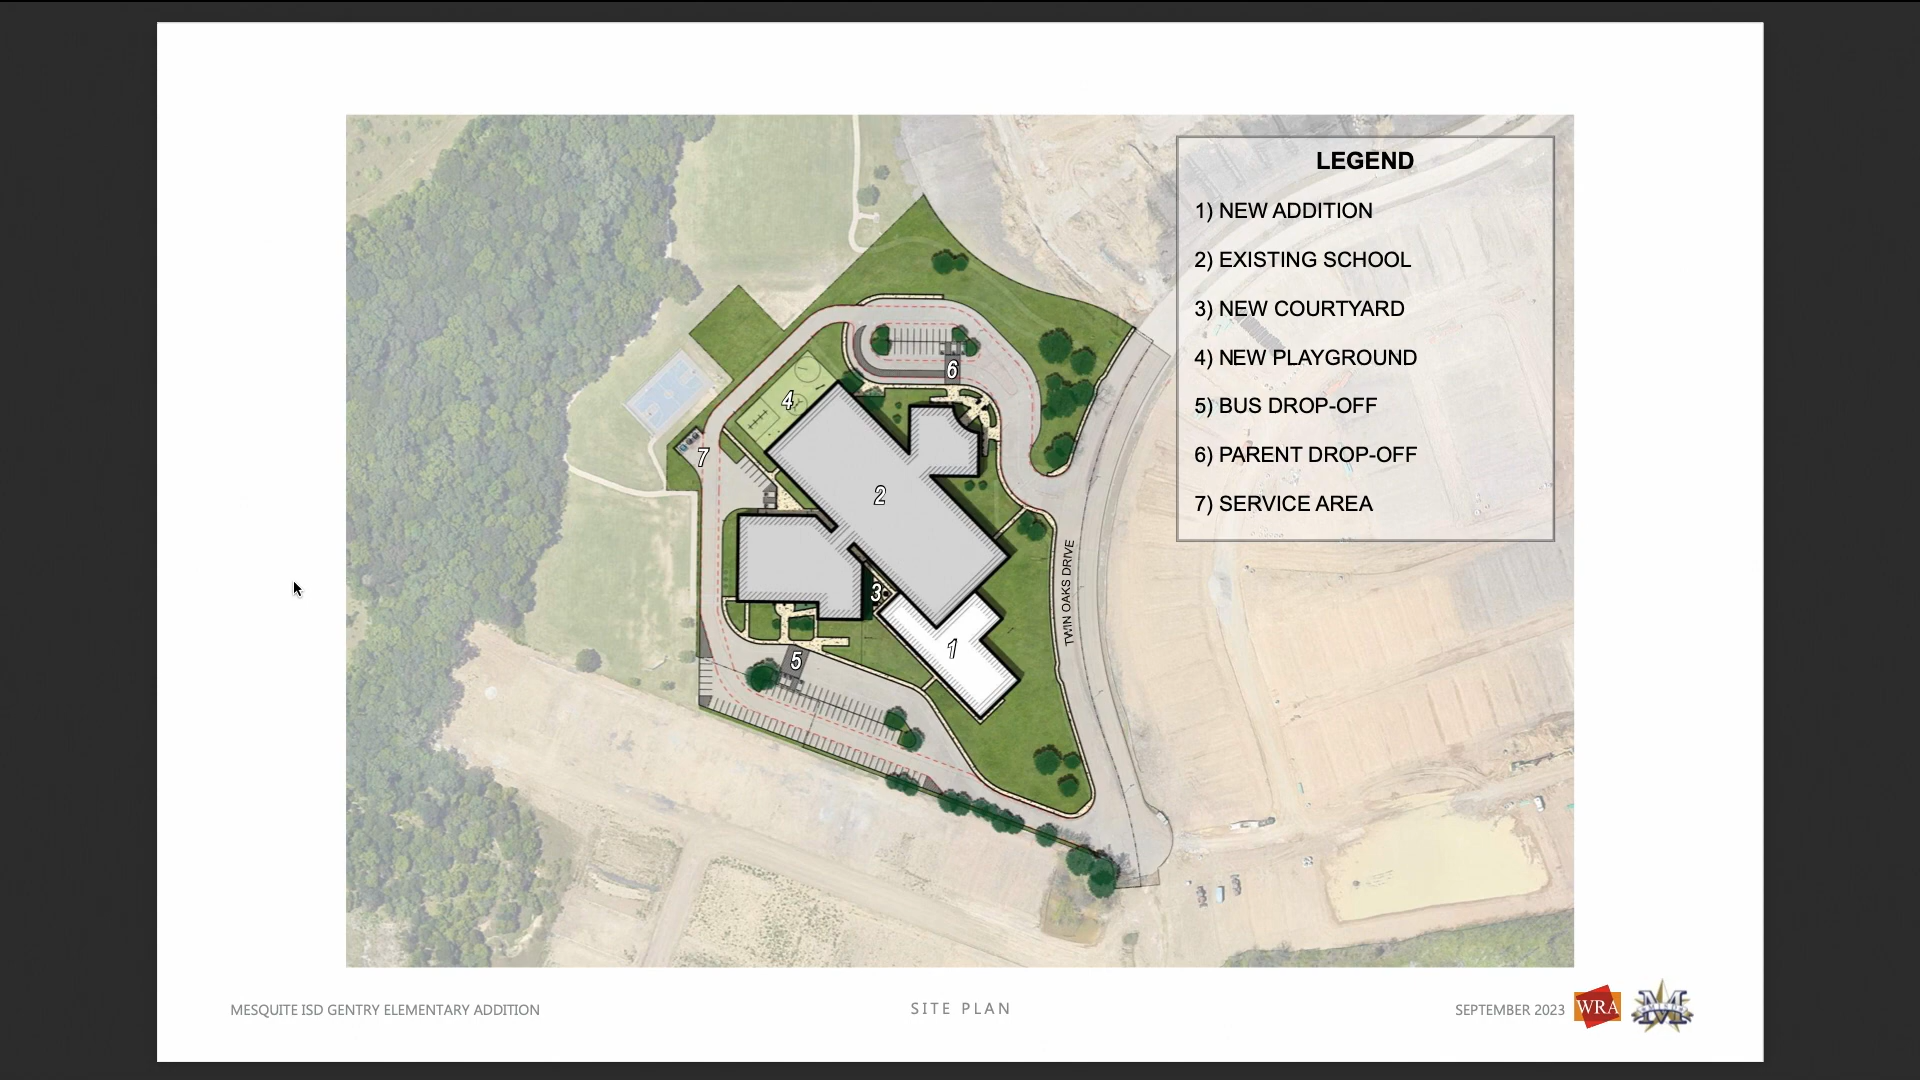 LEGEND
1) NEW ADDITION
2) EXISTING SCHOOL
3) NEW COURTYARD
4) NEW PLAYGROUND
5) BUS DROP-OFF
6) PARENT DROP-OFF
7) SERVICE AREA
6
4
7
2
3
1
5
TWIN OAKS DRIVE
MESQUITE ISD GENTRY ELEMENTARY ADDITION
SITE PLAN
SEPTEMBER 2023
WRA
M